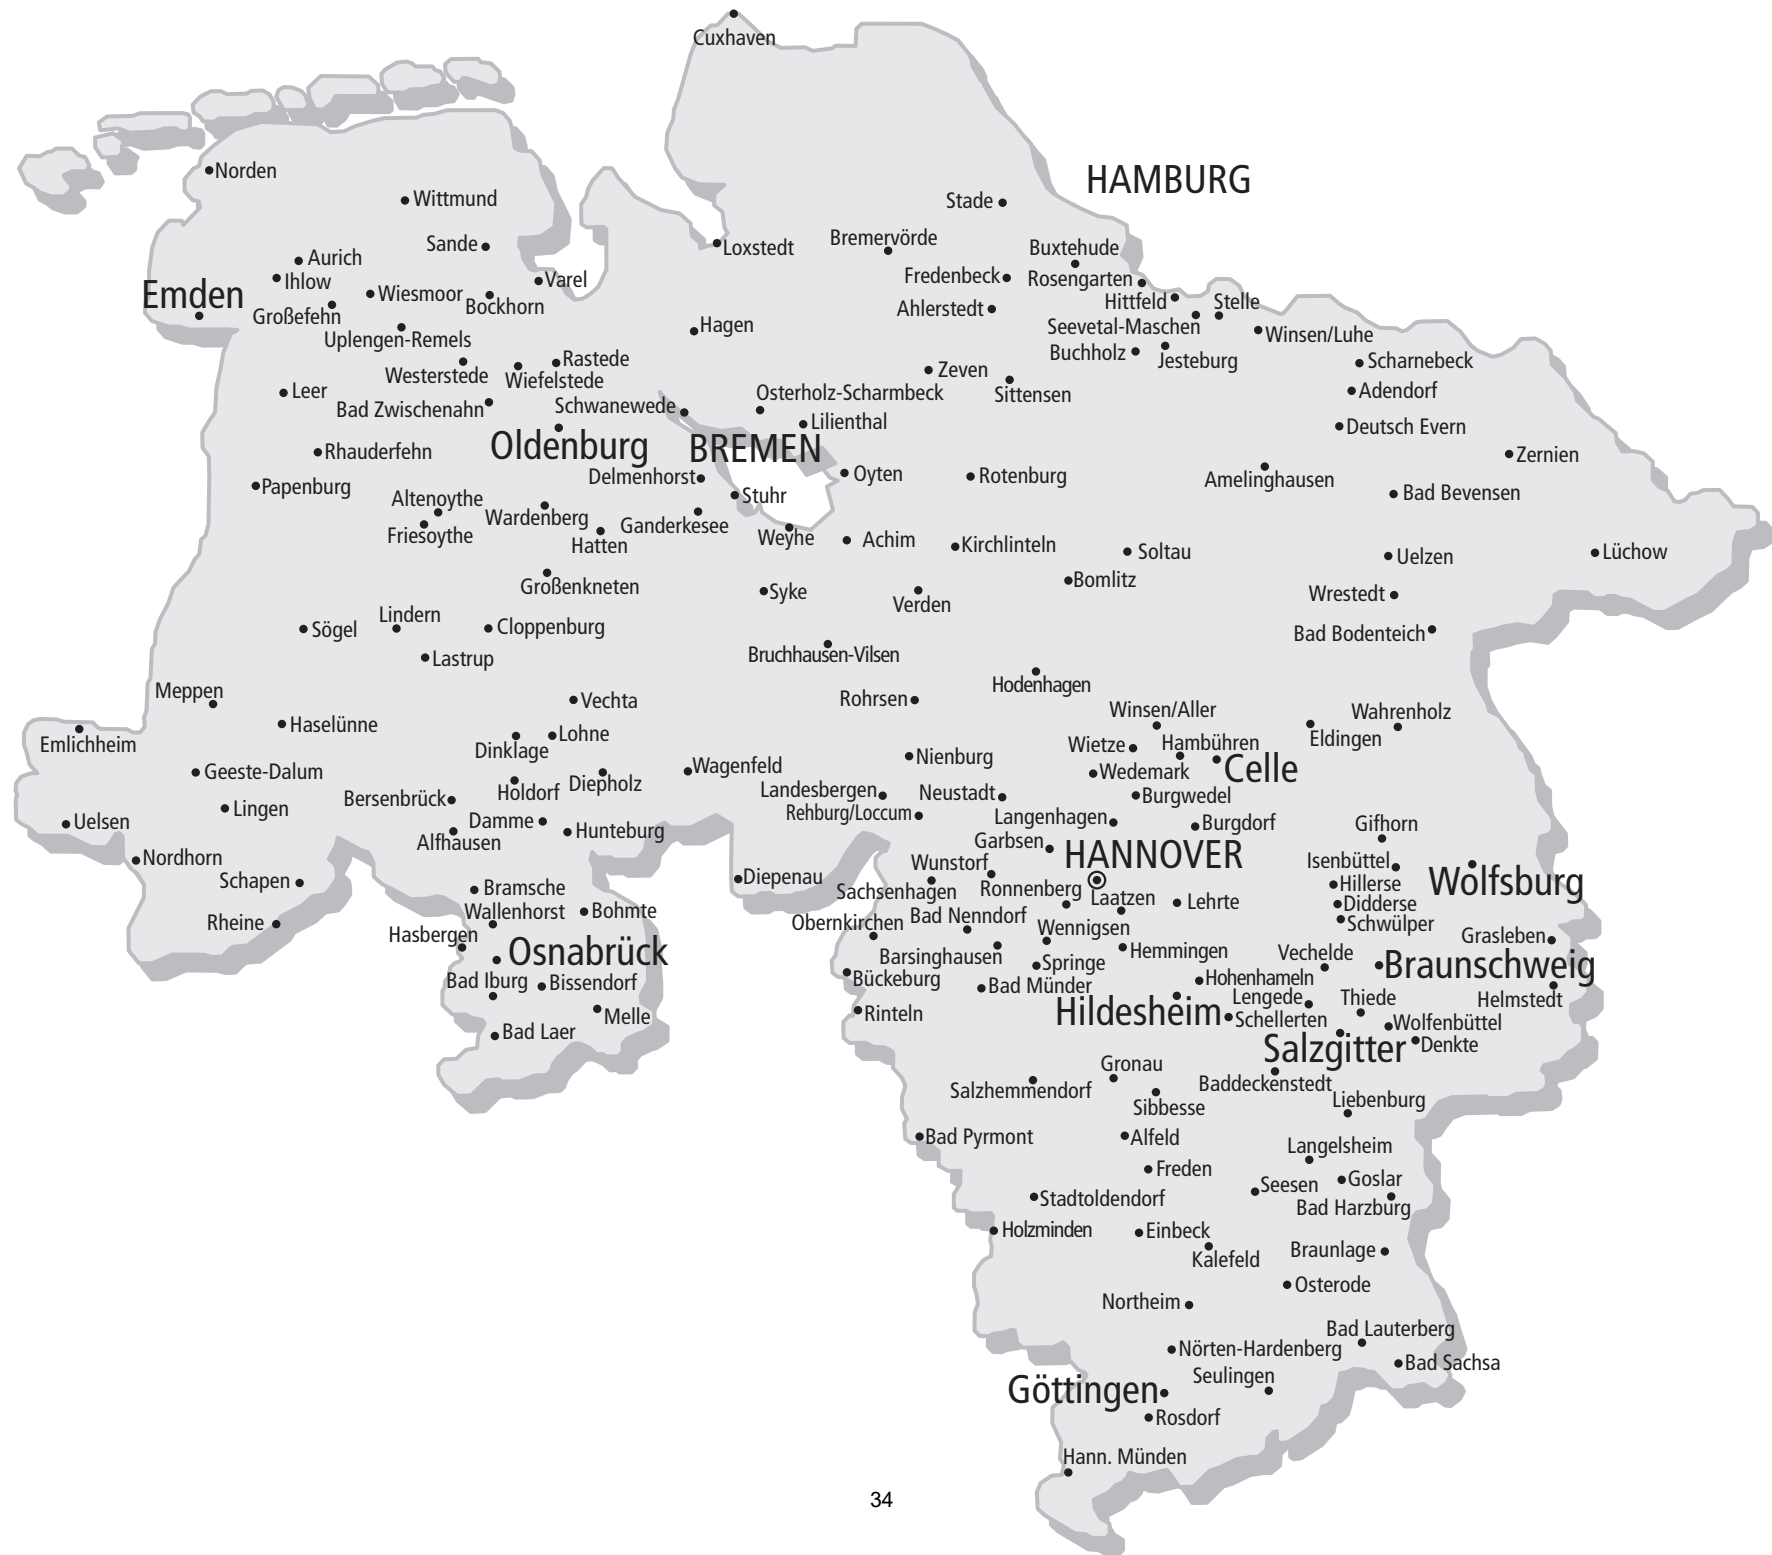 Cuxhaven
Norden
HAMBURG
Wittmund
Stade
Sande
Loxstedt
Bremervörde
Buxtehude
Aurich
Ihlow
Varel
Fredenbeck
Rosengarten
Emden
Wiesmoor
Bockhorn
Hittfeld
Stelle
Großefehn
Ahlerstedt
Uplengen-Remels
Hagen
Seevetal-Maschen
Winsen/Luhe
Buchholz
Jesteburg
Rastede
Westerstede
Wiefelstede
Zeven
Scharnebeck
Leer
Osterholz-Scharmbeck
Sittensen
Adendorf
Bad Zwischenahn
Schwanewede
Lilienthal
Deutsch Evern
Oldenburg
BREMEN
Rhauderfehn
Zernien
Delmenhorst
Oyten
Rotenburg
Amelinghausen
Papenburg
Altenoythe
Stuhr
Bad Bevensen
Wardenberg
Ganderkesee
Friesoythe
Hatten
Weyhe
Achim
Kirchlinteln
Soltau
Uelzen
Lüchow
Großenkneten
Syke
Verden
Bomlitz
Wrestedt
Lindern
Sögel
Cloppenburg
Bad Bodenteich
Lastrup
Bruchhausen-Vilsen
Hodenhagen
Meppen
Vechta
Rohrsen
Winsen/Aller
Wahrenholz
Haselünne
Emlichheim
Lohne
Dinklage
Wietze
Hambühren
Eldingen
Nienburg
Geeste-Dalum
Wagenfeld
Wedemark
Celle
Holdorf
Diepholz
Bersenbrück
Landesbergen
Neustadt
Burgwedel
Lingen
Rehburg/Loccum
Uelsen
Damme
Hunteburg
Langenhagen
Burgdorf
Gifhorn
Alfhausen
Garbsen
HANNOVER
Nordhorn
Wunstorf
Isenbüttel
Wolfsburg
Schapen
Diepenau
Sachsenhagen
Ronnenberg
Laatzen
Lehrte
Hillerse
Bramsche
Didderse
Wallenhorst
Bohmte
Rheine
Obernkirchen
Bad Nenndorf
Wennigsen
Schwülper
Hasbergen
Grasleben
Osnabrück
Barsinghausen
Hemmingen
Vechelde
Springe
Braunschweig
Bad Iburg
Bissendorf
Bückeburg
Bad Münder
Hohenhameln
Lengede
Thiede
Helmstedt
Melle
Rinteln
Hildesheim
Schellerten
Wolfenbüttel
Bad Laer
Salzgitter
Denkte
Gronau
Salzhemmendorf
Baddeckenstedt
Sibbesse
Liebenburg
Bad Pyrmont
Alfeld
Langelsheim
Freden
Seesen
Goslar
Stadtoldendorf
Bad Harzburg
Holzminden
Einbeck
Kalefeld
Braunlage
Osterode
Northeim
Bad Lauterberg
Nörten-Hardenberg
Bad Sachsa
Seulingen
Göttingen
Rosdorf
Hann. Münden
34